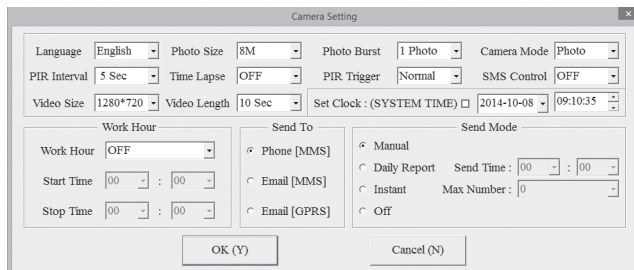 Camera Setting
Language English Photo Size 8M Photo Burst 1 Photo Camera Mode Photo
PIR Interval 5 Sec Time Lapse OFF PIR Trigger Normal SMS Control OFF
Video Size 1280*720 Video Length 10 Sec Set Clock : (SYSTEM TIME) 2014-10-08 09:10:35
Work Hour Send To Send Mode
Work Hour OFF
Start Time 00 : 00
Stop Time 00 : 00
Phone [MMS]
Email [MMS]
Email [GPRS]
Manual
Daily Report Send Time : 00 : 00
Instant Max Number : 0
Off
OK (Y) Cancel (N)